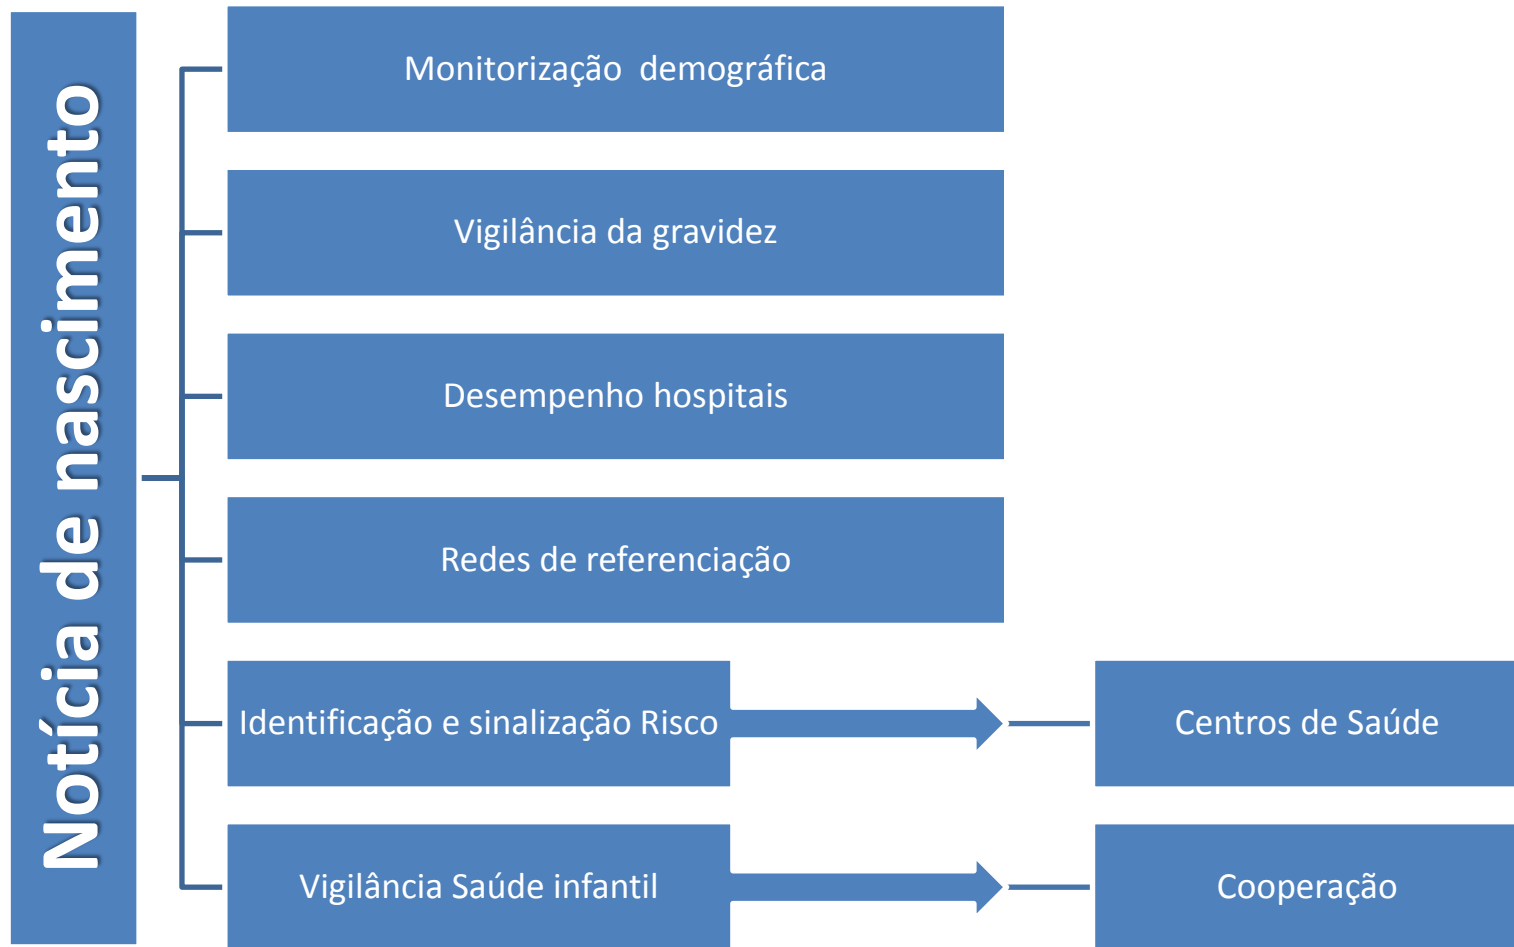 Notícia de nascimento
Monitorização demográfica
Vigilância da gravidez
Desempenho hospitais
Redes de referenciação
Identificação e sinalização Risco
Centros de Saúde
Vigilância Saúde infantil
Cooperação